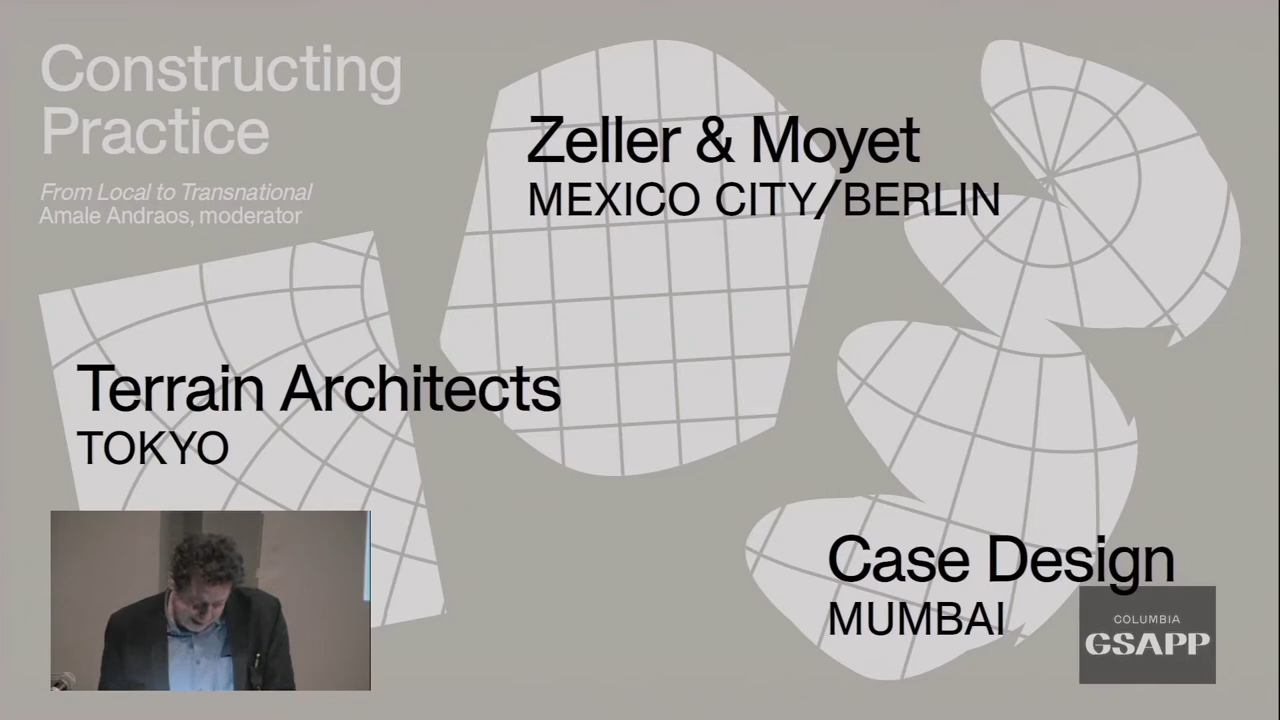 Constructing
Practice
From Local to Transnational
Amale Andraos, moderator
Zeller & Moyet
MEXICO CITY/BERLIN
Terrain Architects
TOKYO
Case Design
MUMBAI
COLUMBIA
GSAPP